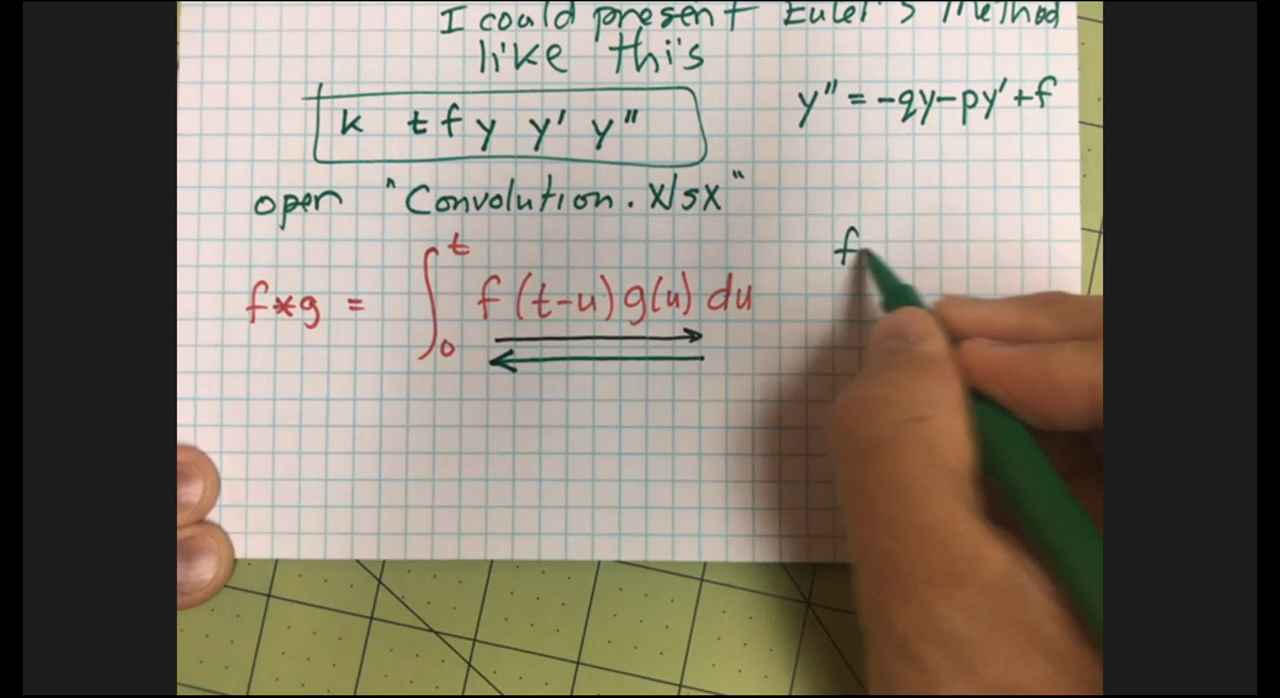 I could present Euler's Method
like this
k t f y y' y"
y" = -qy-py'+f
open "Convolution.xlsx"
f*g = ∫₀ᵗ f(t-u)g(u) du
f